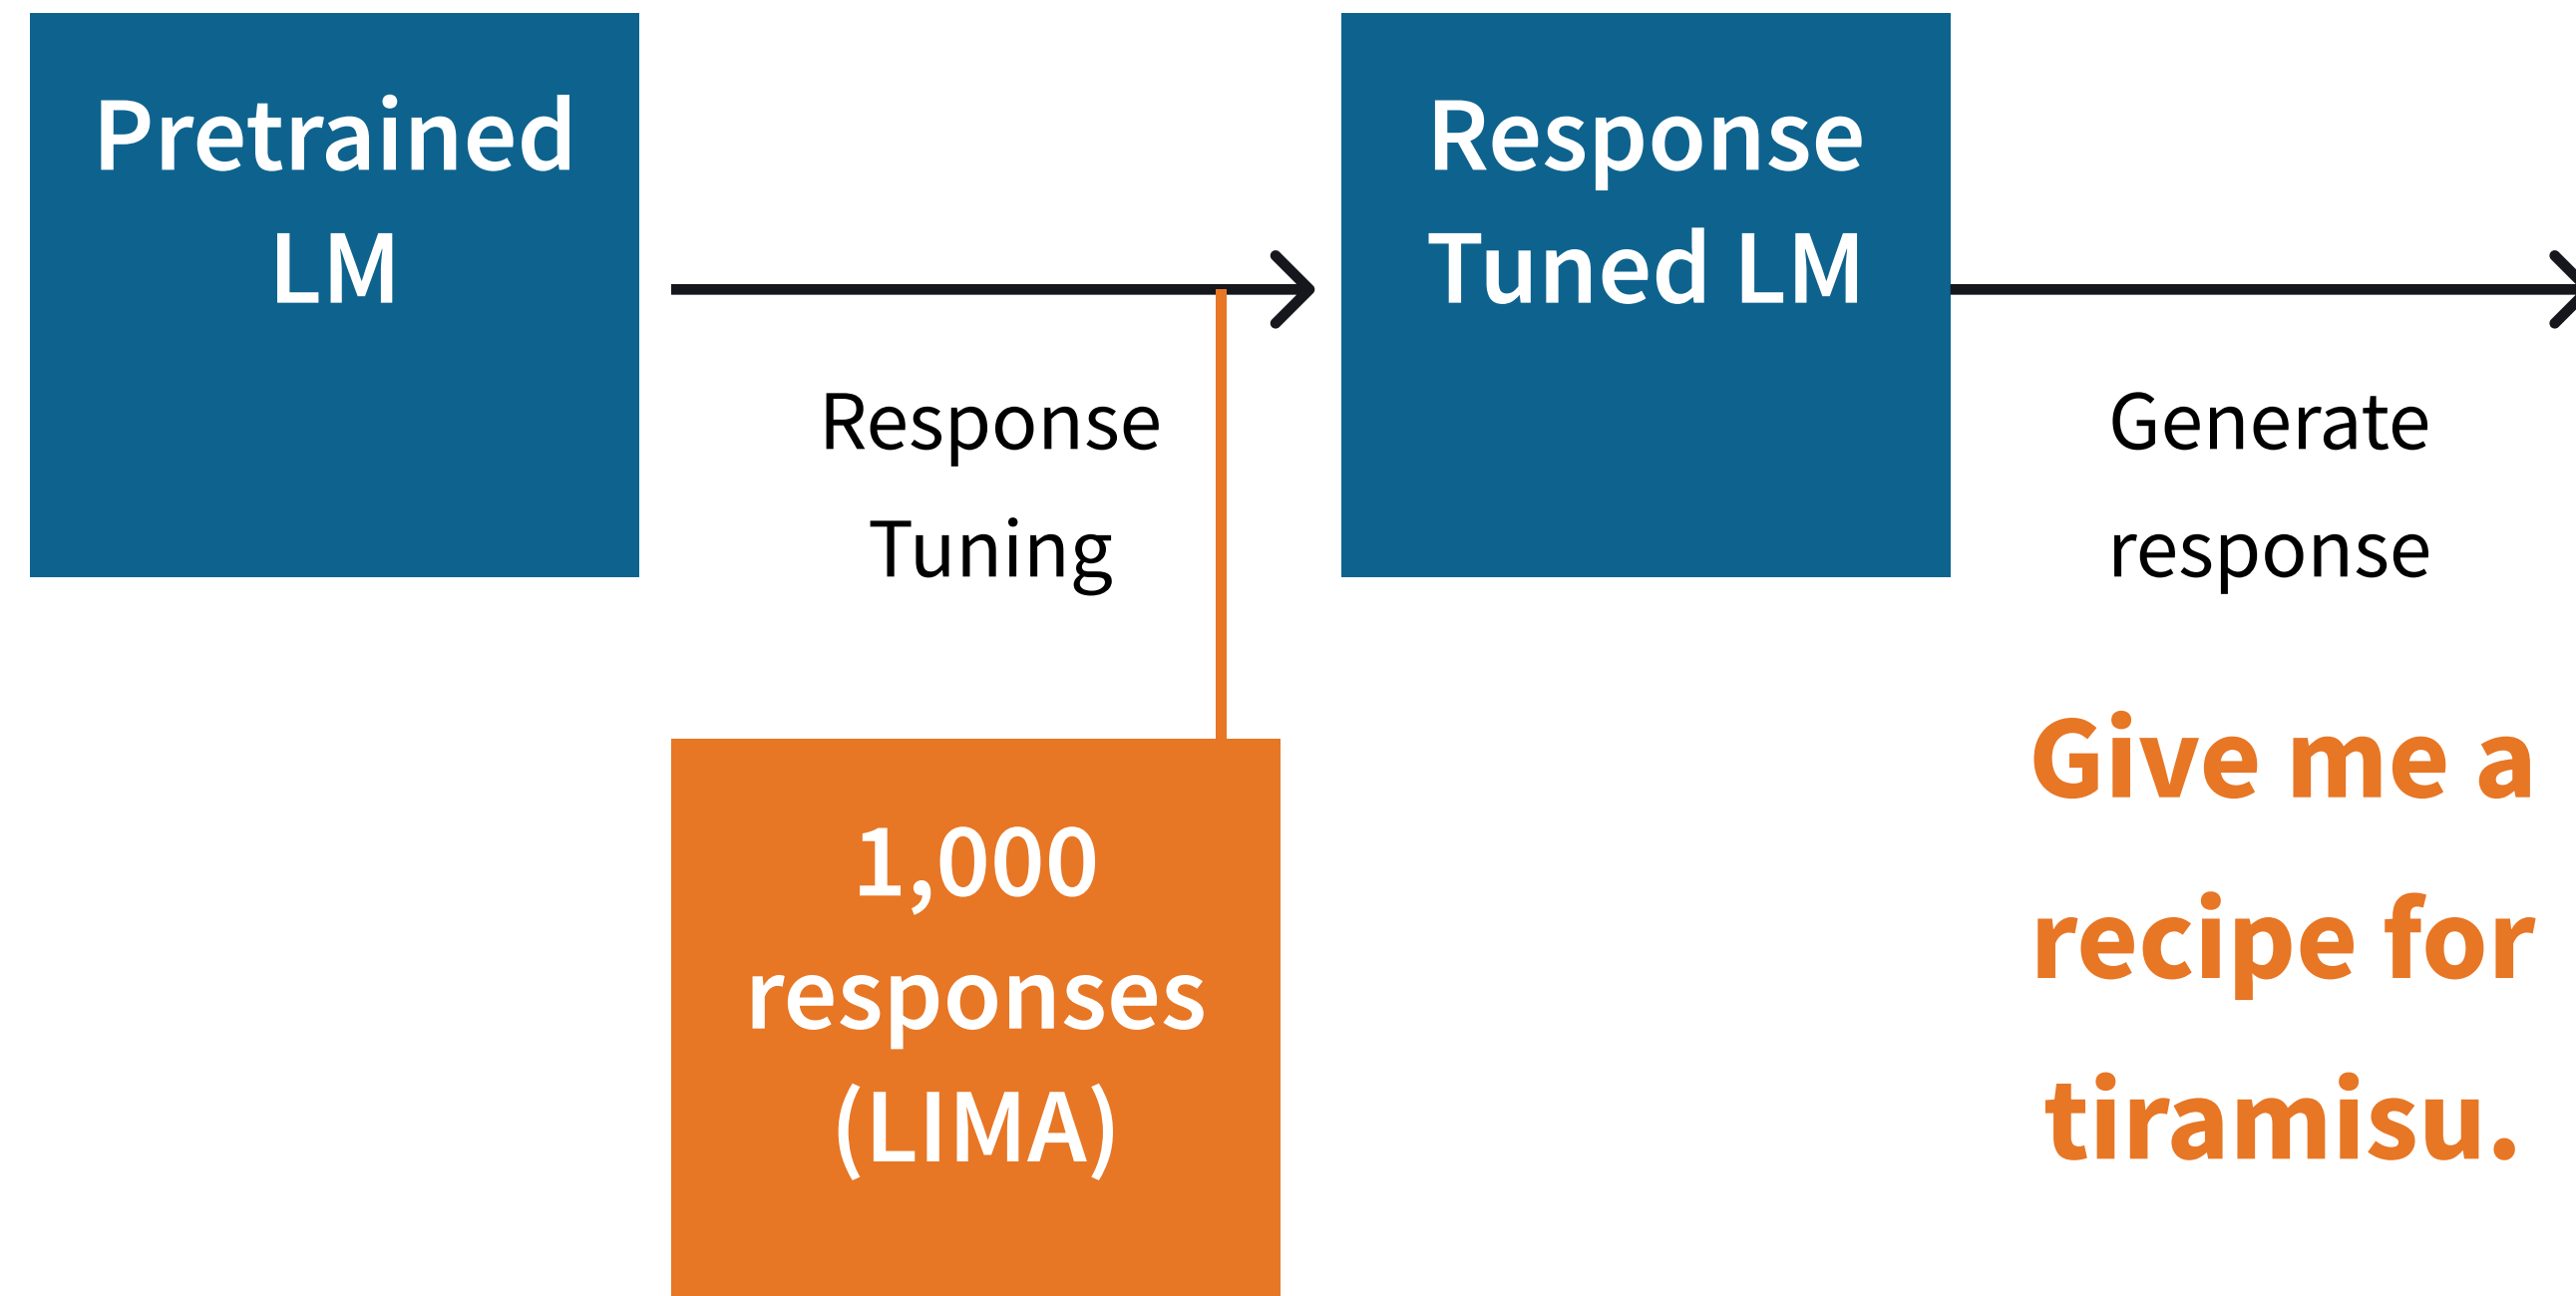 Pretrained
LM
Response
Tuning
1,000
responses
(LIMA)
Response
Tuned LM
Generate
response
Give me a
recipe for
tiramisu.